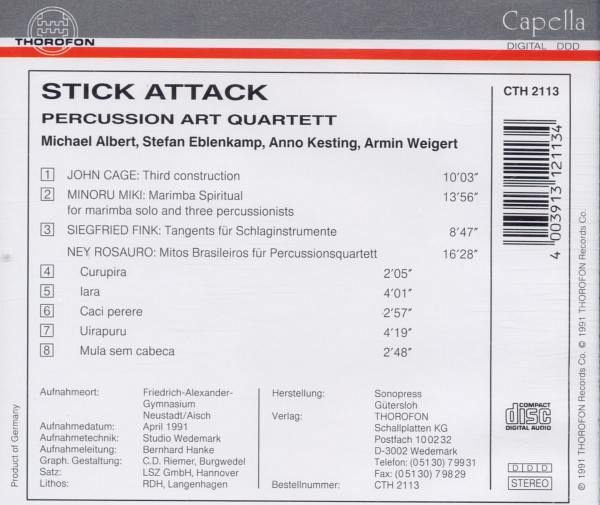 THOROFON
Capella
DIGITAL DDD
STICK ATTACK
PERCUSSION ART QUARTETT
Michael Albert, Stefan Eblenkamp, Anno Kesting, Armin Weigert
1 JOHN CAGE: Third construction 10'03"
2 MINORU MIKI: Marimba Spiritual 13'56"
for marimba solo and three percussionists
3 SIEGFRIED FINK: Tangents für Schlaginstrumente 8'47"
NEY ROSAURO: Mitos Brasileiros für Percussionsquartett 16'28"
4 Curupira 2'05"
5 Iara 4'01"
6 Caci perere 2'57"
7 Uirapuru 4'19"
8 Mula sem cabeca 2'48"
Aufnahmeort: Friedrich-Alexander-
Gymnasium
Neustadt/Aisch
Aufnahmedatum: April 1991
Aufnahmetechnik: Studio Wedemark
Aufnahmeleitung: Bernhard Hanke
Graph. Gestaltung: C.D. Riemer, Burgwedel
Satz: LSZ GmbH, Hannover
Lithos: RDH, Langenhagen
Herstellung: Sonopress
Gütersloh
Verlag: THOROFON
Schallplatten KG
Postfach 100232
D-3002 Wedemark
Telefon: (05130) 79931
Fax: (05130) 79829
Bestellnummer: CTH 2113
CTH 2113
4 003913 121134
COMPACT
disc
DIGITAL AUDIO
DDD
STEREO
Product of Germany
℗ 1991 THOROFON Records Co. © 1991 THOROFON Records Co.